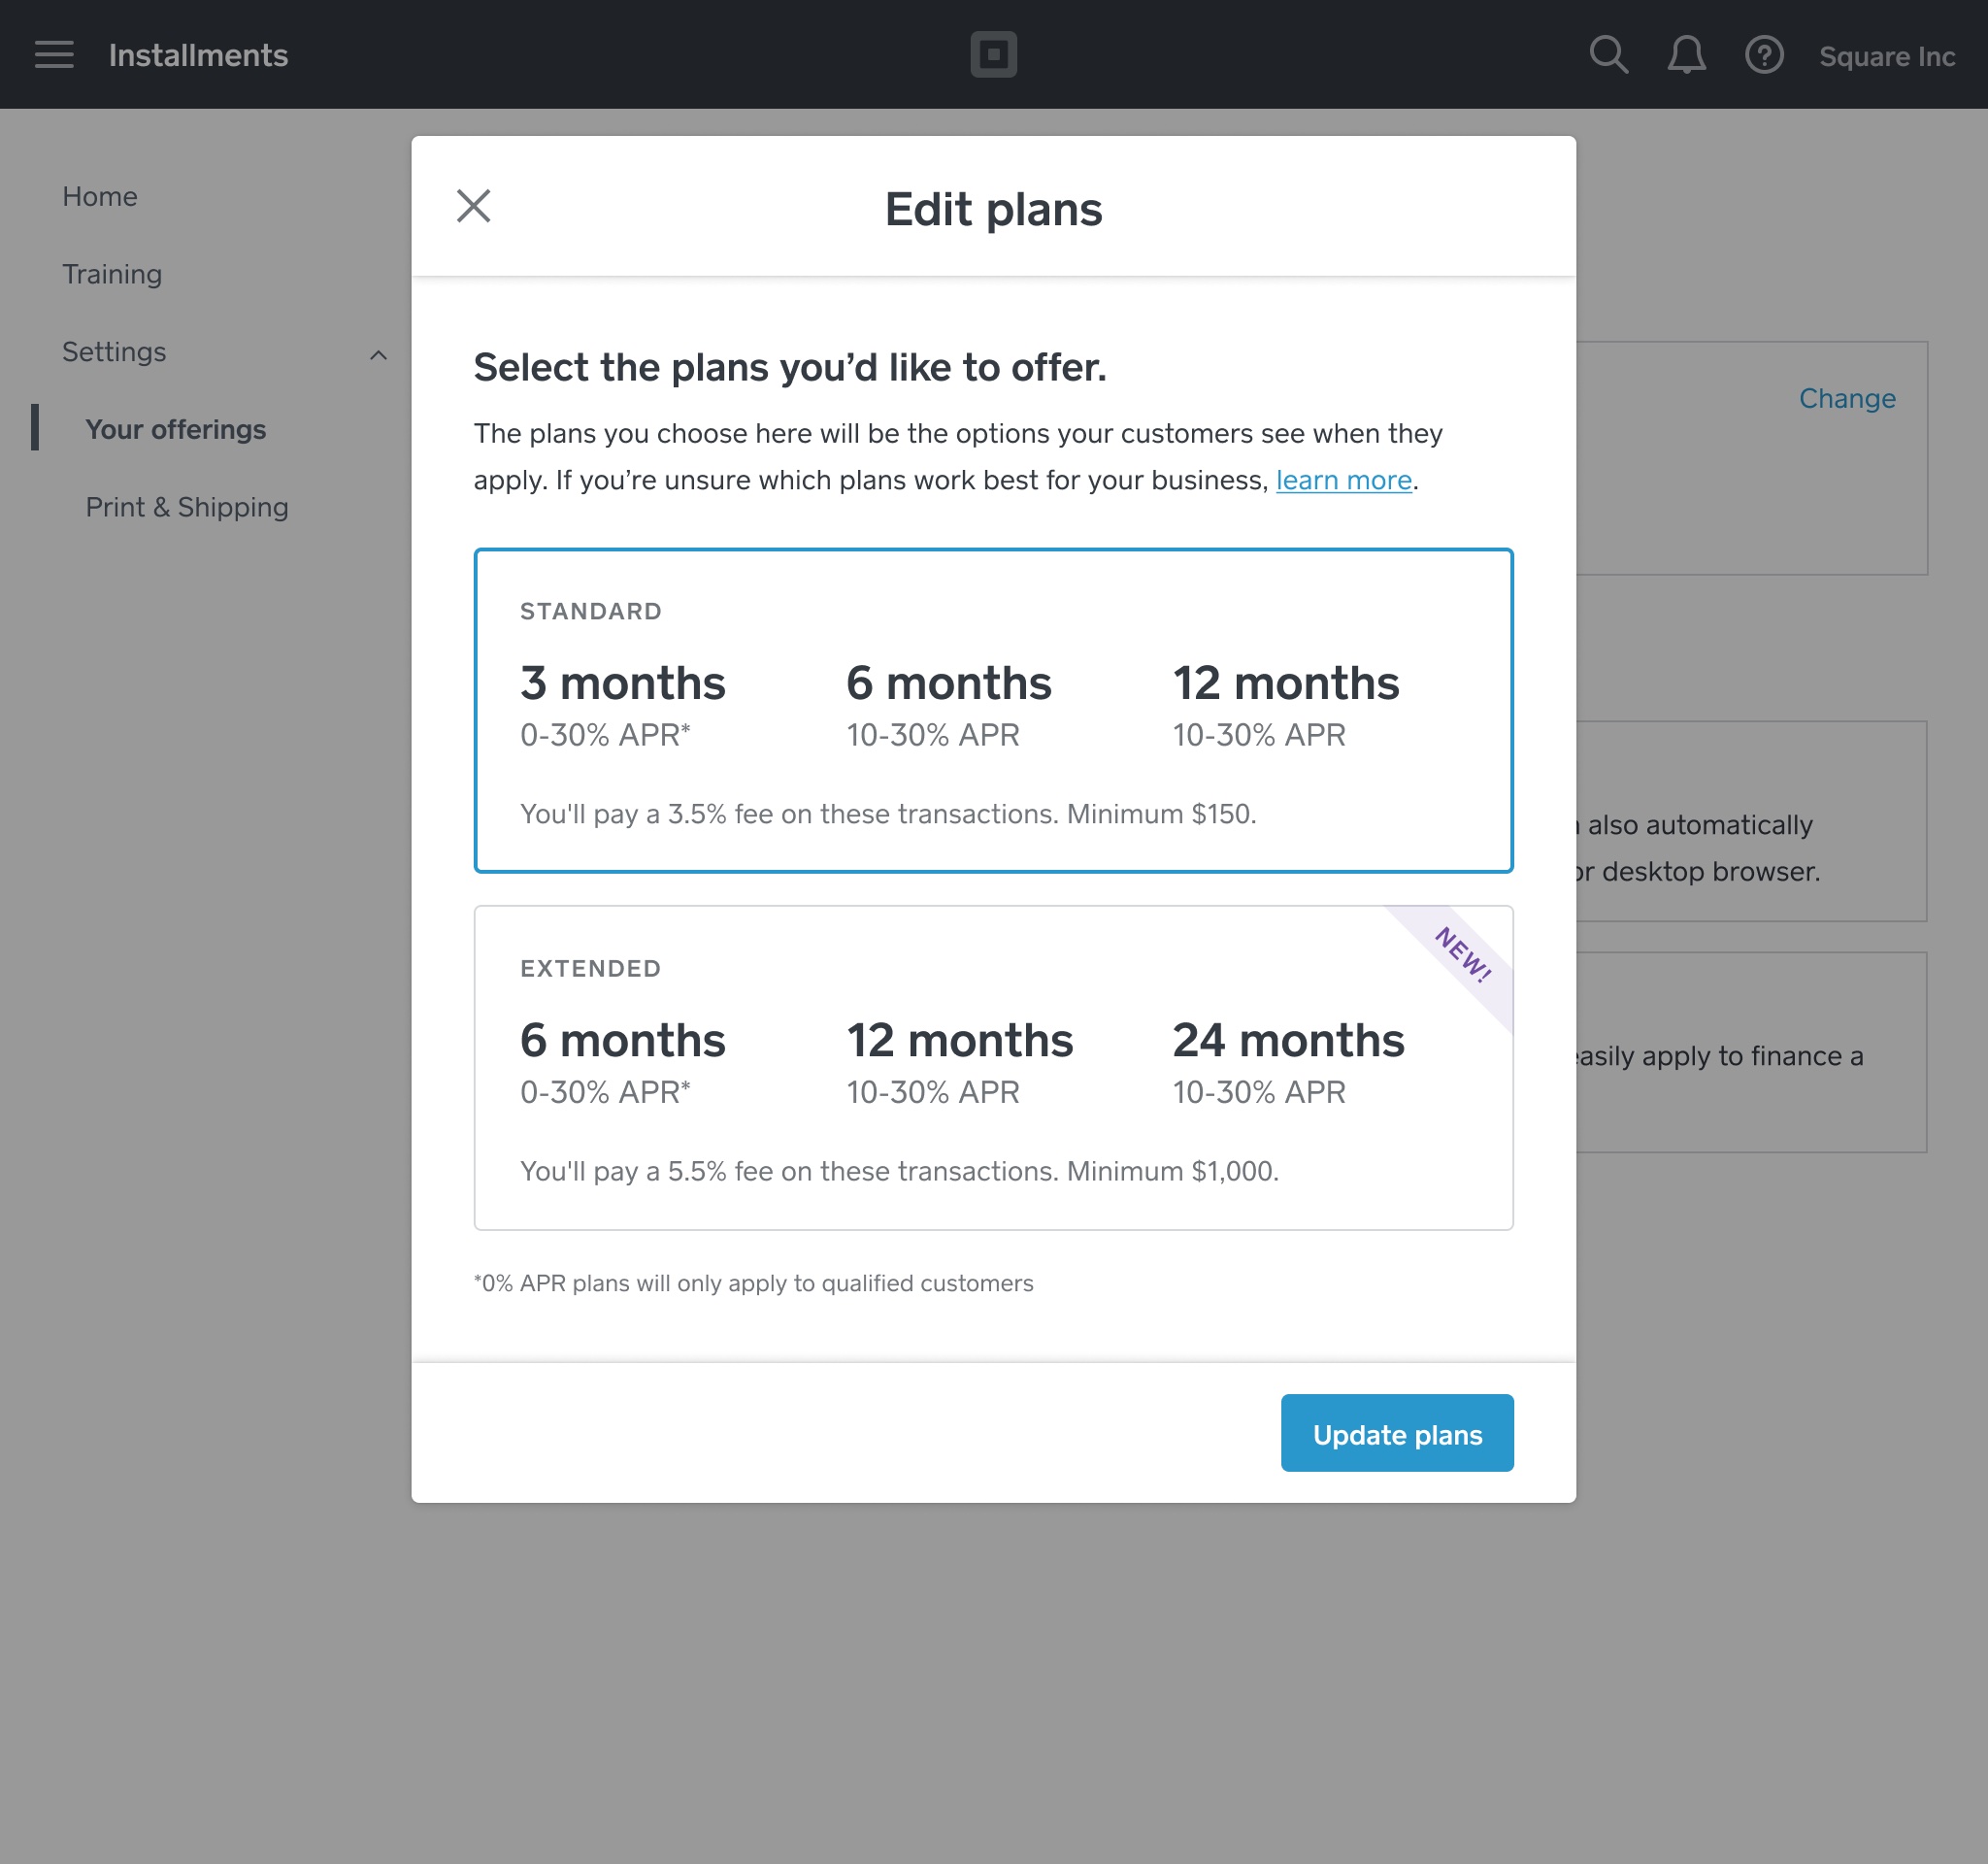 Installments
Square Inc
Home
Training
Settings
Your offerings
Print & Shipping
Change
also automatically
or desktop browser.
easily apply to finance a
Edit plans
Select the plans you’d like to offer.
The plans you choose here will be the options your customers see when they
apply. If you’re unsure which plans work best for your business, learn more.
STANDARD
3 months 6 months 12 months
0-30% APR* 10-30% APR 10-30% APR
You'll pay a 3.5% fee on these transactions. Minimum $150.
NEW!
EXTENDED
6 months 12 months 24 months
0-30% APR* 10-30% APR 10-30% APR
You'll pay a 5.5% fee on these transactions. Minimum $1,000.
*0% APR plans will only apply to qualified customers
Update plans